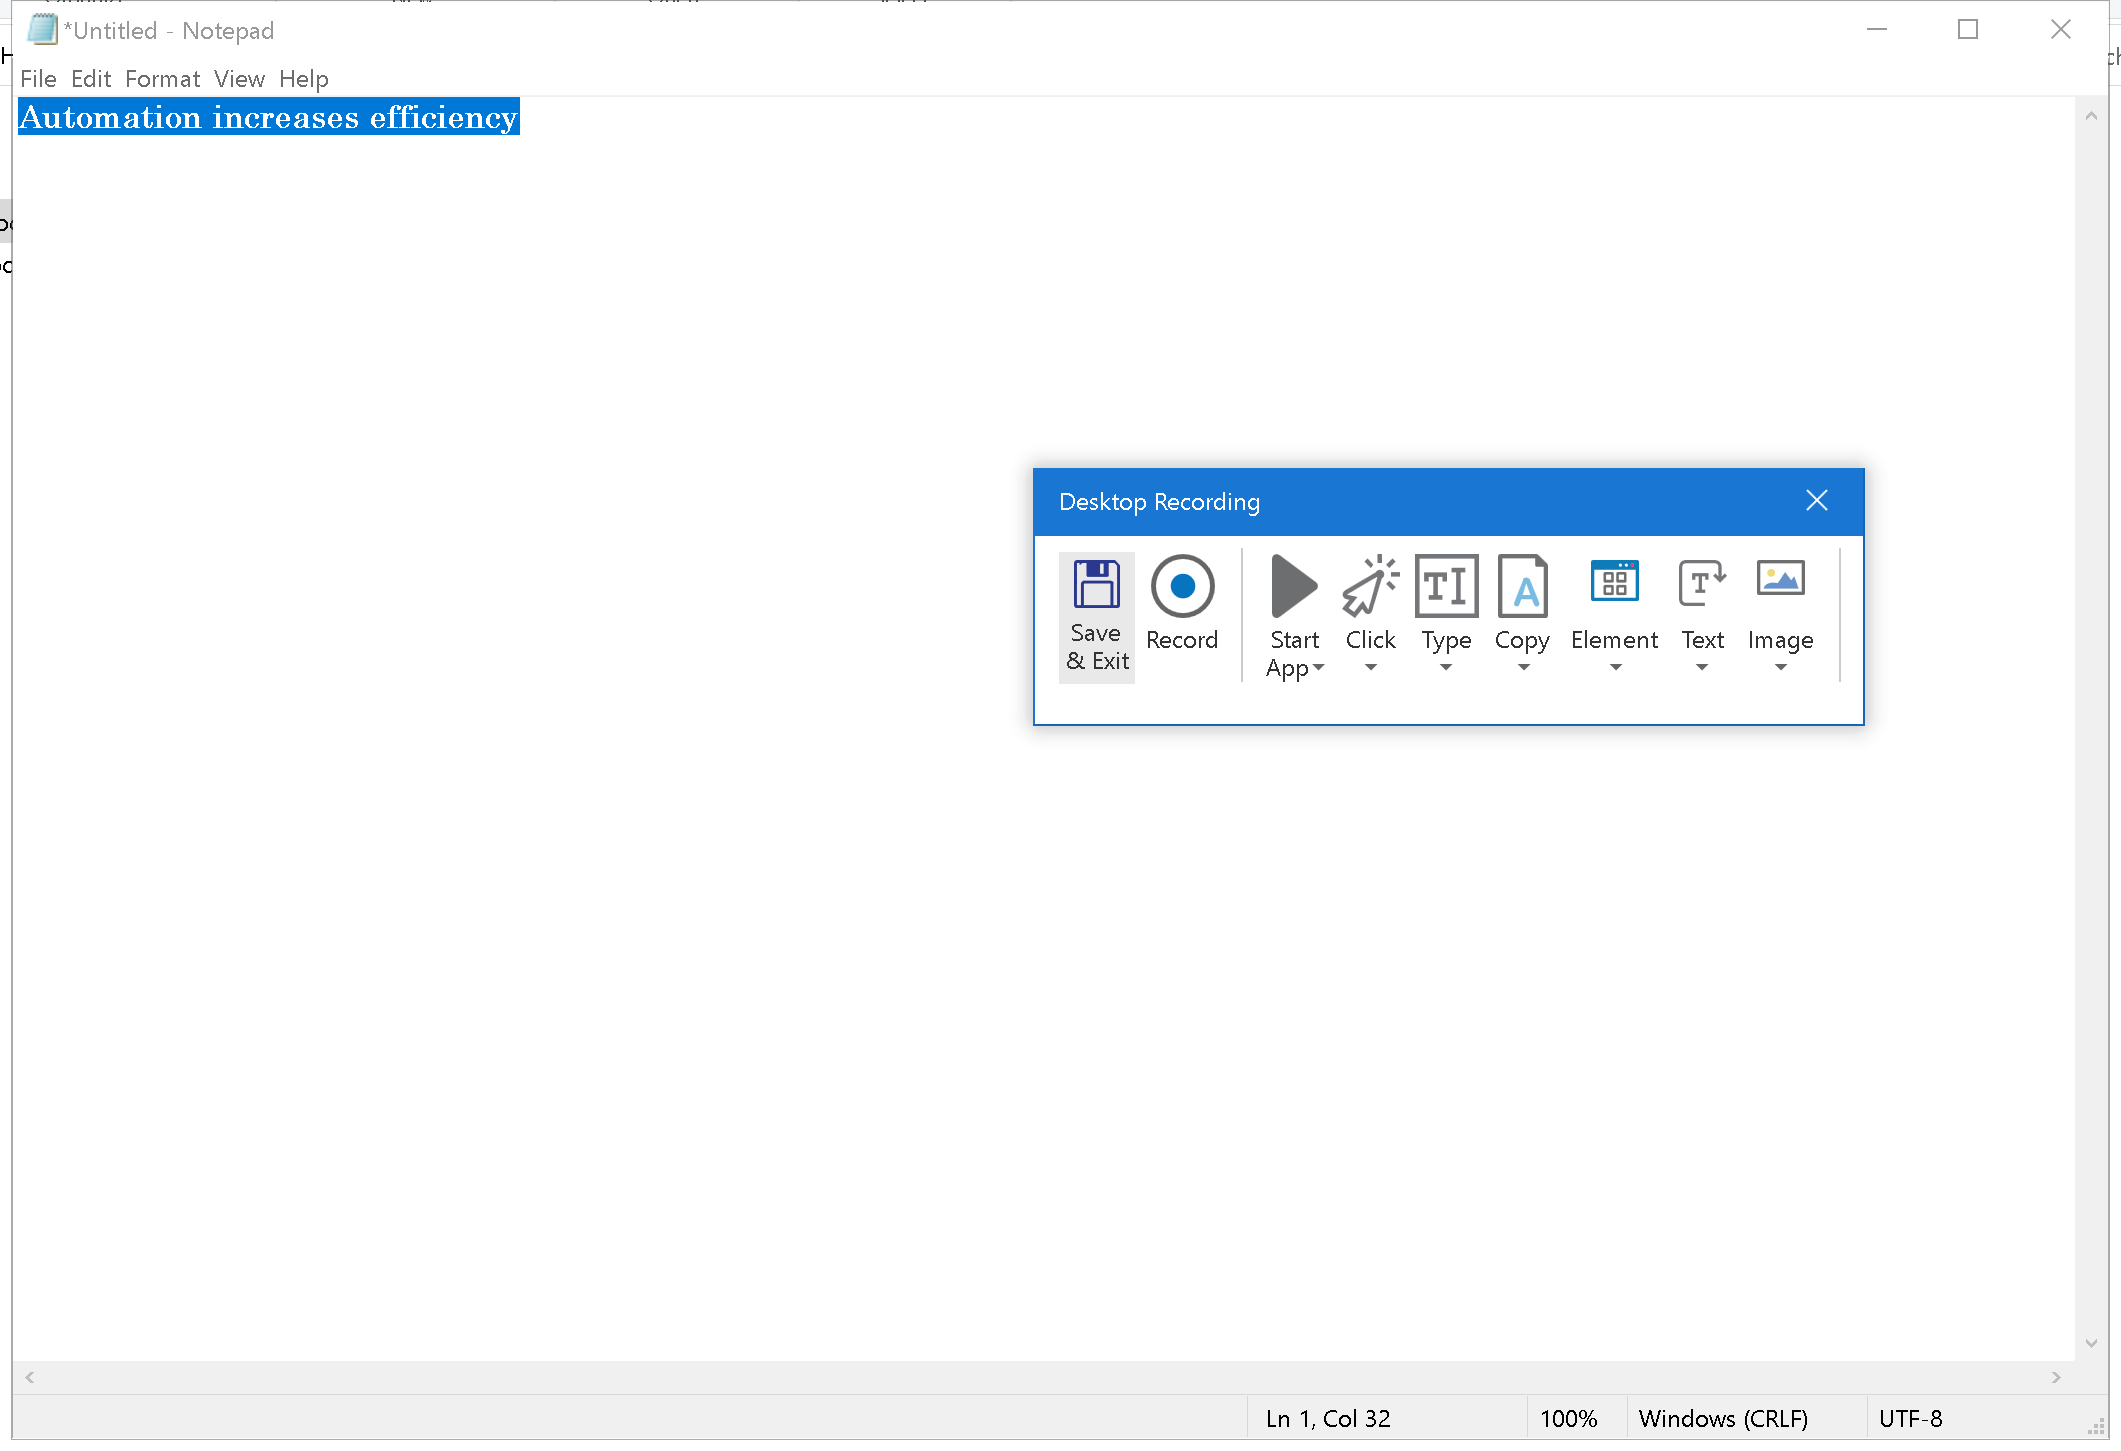 *Untitled - Notepad
File Edit Format View Help
Automation increases efficiency
Desktop Recording
Save & Exit
Record
Start App
Click
Type
Copy
Element
Text
Image
Ln 1, Col 32
100%
Windows (CRLF)
UTF-8